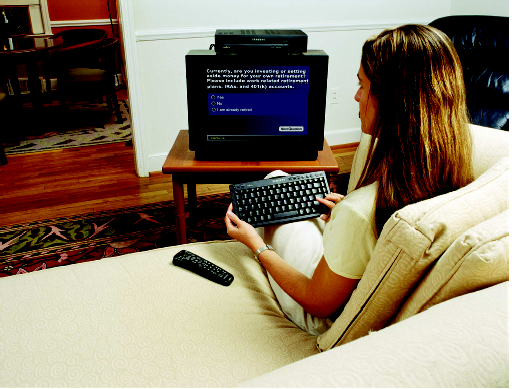 Currently, are you investing or setting
aside money for your own retirement?
Please include work related retirement
plans, IRAs, and 401(k) accounts.
Yes
No
I am already retired
Next Question